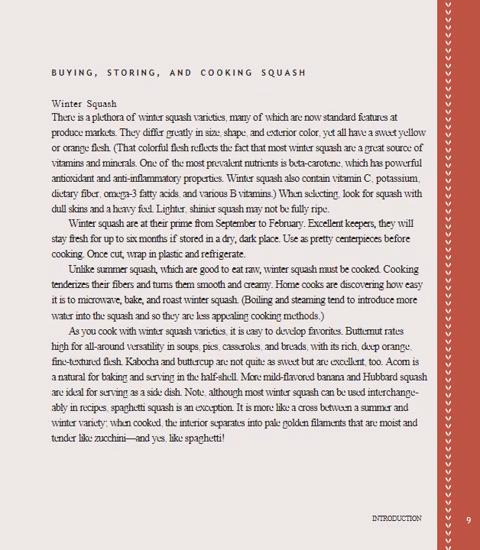 BUYING, STORING, AND COOKING SQUASH
Winter Squash
There is a plethora of winter squash varieties, many of which are now standard features at
produce markets. They differ greatly in size, shape, and exterior color, yet all have a sweet yellow
or orange flesh. (That colorful flesh reflects the fact that most winter squash are a great source of
vitamins and minerals. One of the most prevalent nutrients is beta-carotene, which has powerful
antioxidant and anti-inflammatory properties. Winter squash also contain vitamin C, potassium,
dietary fiber, omega-3 fatty acids, and various B vitamins.) When selecting, look for squash with
dull skins and a heavy feel. Lighter, shinier squash may not be fully ripe.
Winter squash are at their prime from September to February. Excellent keepers, they will
stay fresh for up to six months if stored in a dry, dark place. Use as pretty centerpieces before
cooking. Once cut, wrap in plastic and refrigerate.
Unlike summer squash, which are good to eat raw, winter squash must be cooked. Cooking
tenderizes their fibers and turns them smooth and creamy. Home cooks are discovering how easy
it is to microwave, bake, and roast winter squash. (Boiling and steaming tend to introduce more
water into the squash and so they are less appealing cooking methods.)
As you cook with winter squash varieties, it is easy to develop favorites. Butternut rates
high for all-around versatility in soups, pies, casseroles, and breads, with its rich, deep orange,
fine-textured flesh. Kabocha and buttercup are not quite as sweet but are excellent, too. Acorn is
a natural for baking and serving in the half-shell. More mild-flavored banana and Hubbard squash
are ideal for serving as a side dish. Note, although most winter squash can be used interchange-
ably in recipes, spaghetti squash is an exception. It is more like a cross between a summer and
winter variety; when cooked, the interior separates into pale golden filaments that are moist and
tender like zucchini—and yes, like spaghetti!
INTRODUCTION
9